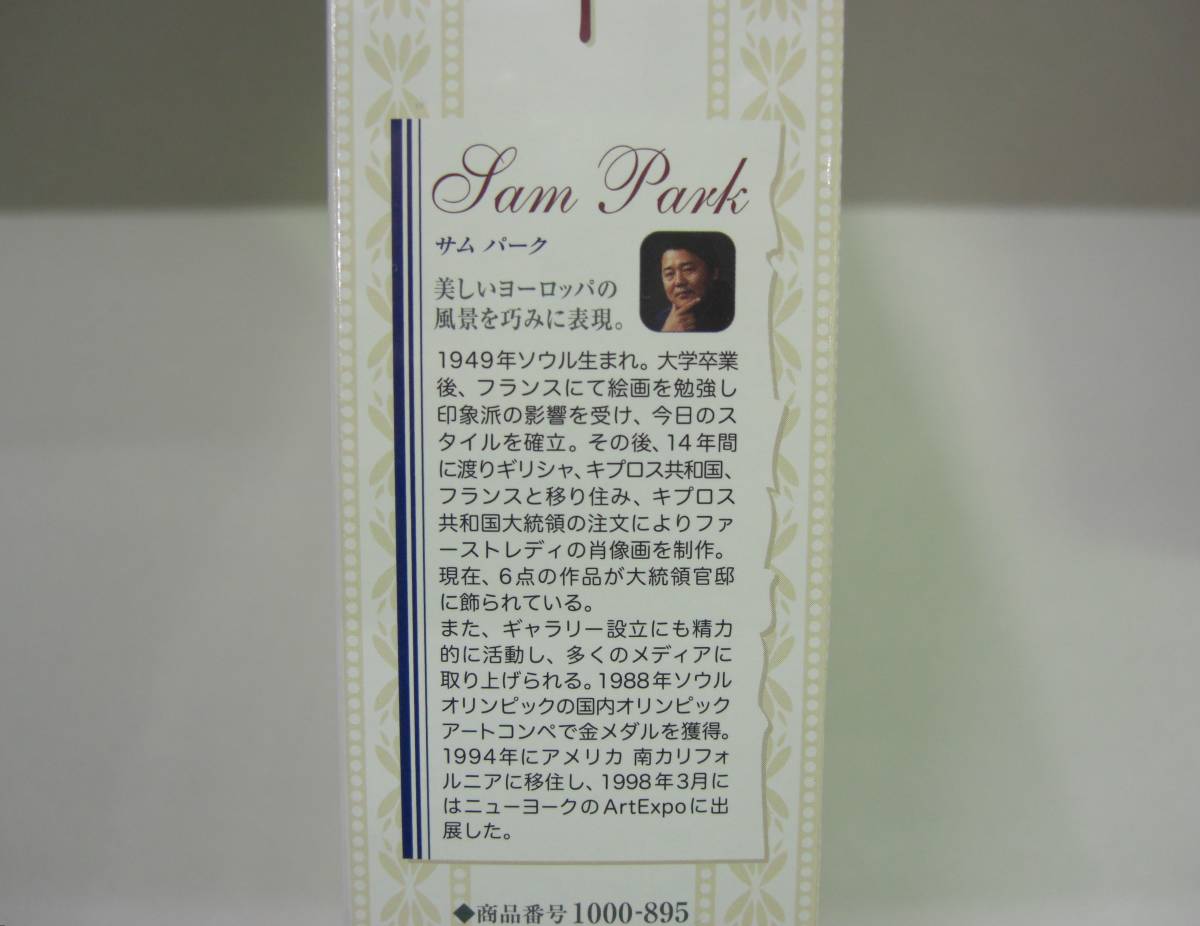 Sam Park
サム パーク
美しいヨーロッパの
風景を巧みに表現。
1949年ソウル生まれ。大学卒業
後、フランスにて絵画を勉強し
印象派の影響を受け、今日のス
タイルを確立。その後、14年間
に渡りギリシャ、キプロス共和国、
フランスと移り住み、キプロス
共和国大統領の注文によりファ
ーストレディの肖像画を制作。
現在、6点の作品が大統領官邸
に飾られている。
また、ギャラリー設立にも精力
的に活動し、多くのメディアに
取り上げられる。1988年ソウル
オリンピックの国内オリンピック
アートコンペで金メダルを獲得。
1994年にアメリカ 南カリフォ
ルニアに移住し、1998年3月に
はニューヨークのArtExpoに出
展した。
◆商品番号1000-895